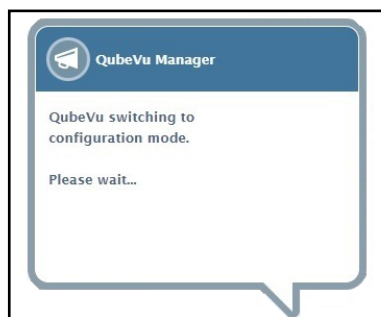 QubeVu Manager
QubeVu switching to
configuration mode.
Please wait...